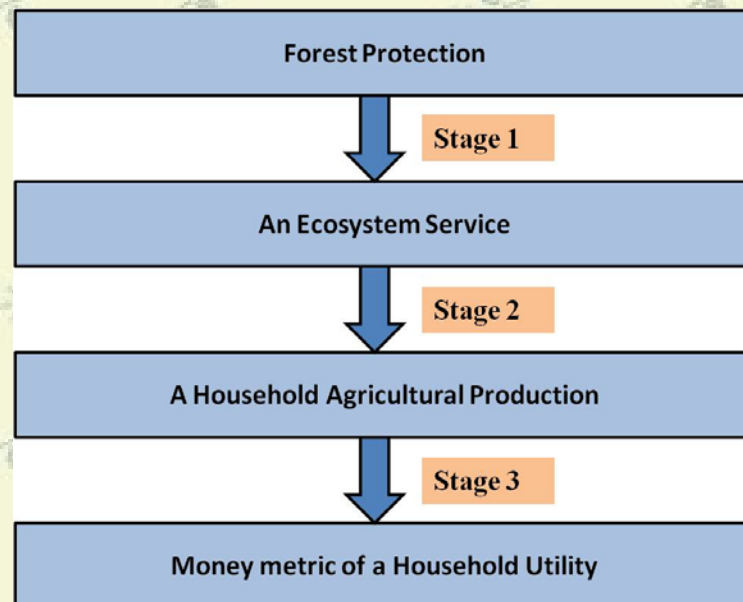 Forest Protection
Stage 1
An Ecosystem Service
Stage 2
A Household Agricultural Production
Stage 3
Money metric of a Household Utility